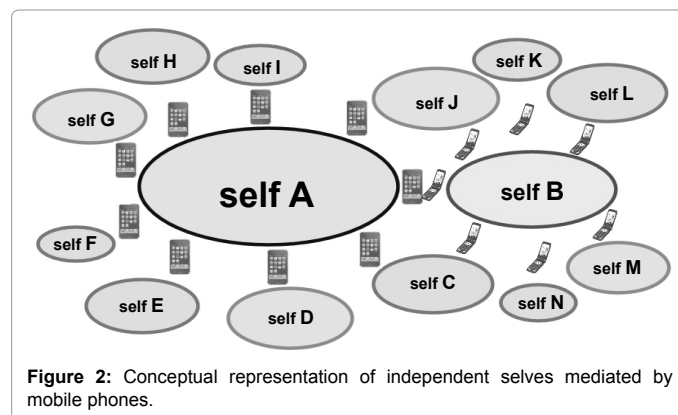 self H
self I
self K
self J
self L
self G
self A
self B
self F
self M
self C
self E
self D
self N
Figure 2: Conceptual representation of independent selves mediated by
mobile phones.